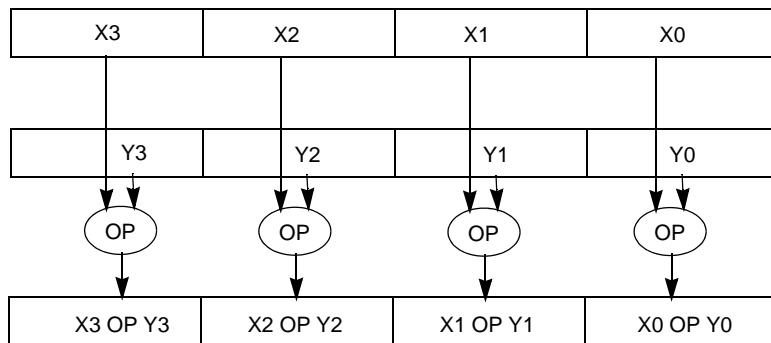 X3 X2 X1 X0
Y3 Y2 Y1 Y0
OP OP OP OP
X3 OP Y3 X2 OP Y2 X1 OP Y1 X0 OP Y0